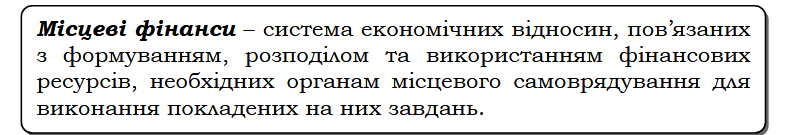 Місцеві фінанси – система економічних відносин, пов’язаних
з формуванням, розподілом та використанням фінансових
ресурсів, необхідних органам місцевого самоврядування для
виконання покладених на них завдань.